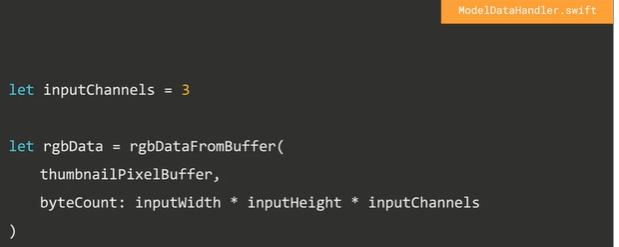 ModelDataHandler.swift
let inputChannels = 3
let rgbData = rgbDataFromBuffer(
thumbnailPixelBuffer,
byteCount: inputWidth * inputHeight * inputChannels
)